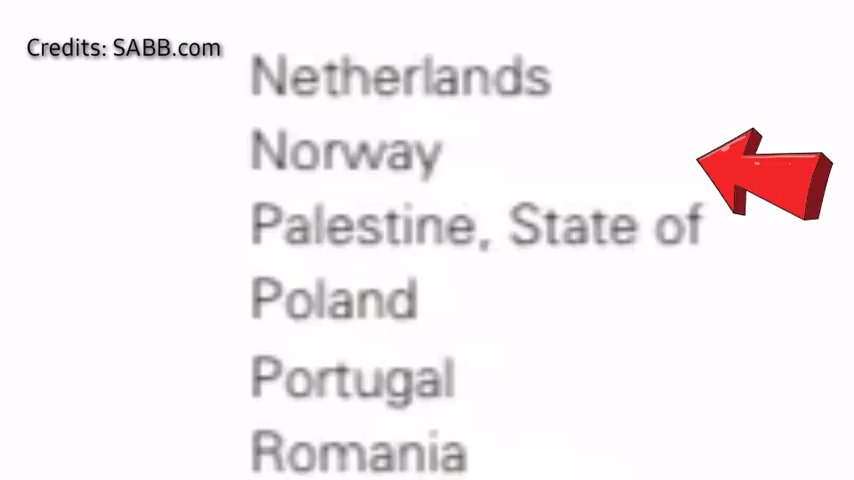 Credits: SABB.com
Netherlands
Norway
Palestine, State of
Poland
Portugal
Romania